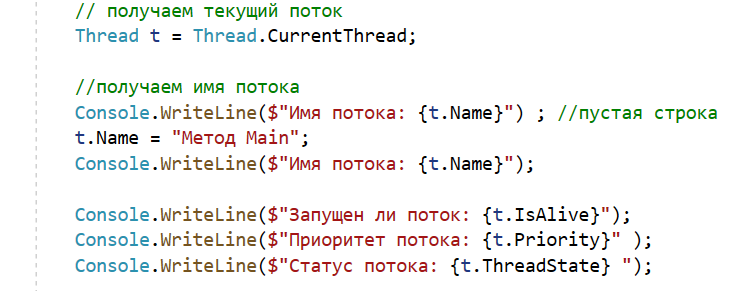 // получаем текущий поток
Thread t = Thread.CurrentThread;
//получаем имя потока
Console.WriteLine($"Имя потока: {t.Name}") ; //пустая строка
t.Name = "Метод Main";
Console.WriteLine($"Имя потока: {t.Name}");
Console.WriteLine($"Запущен ли поток: {t.IsAlive}");
Console.WriteLine($"Приоритет потока: {t.Priority}" );
Console.WriteLine($"Статус потока: {t.ThreadState} ");